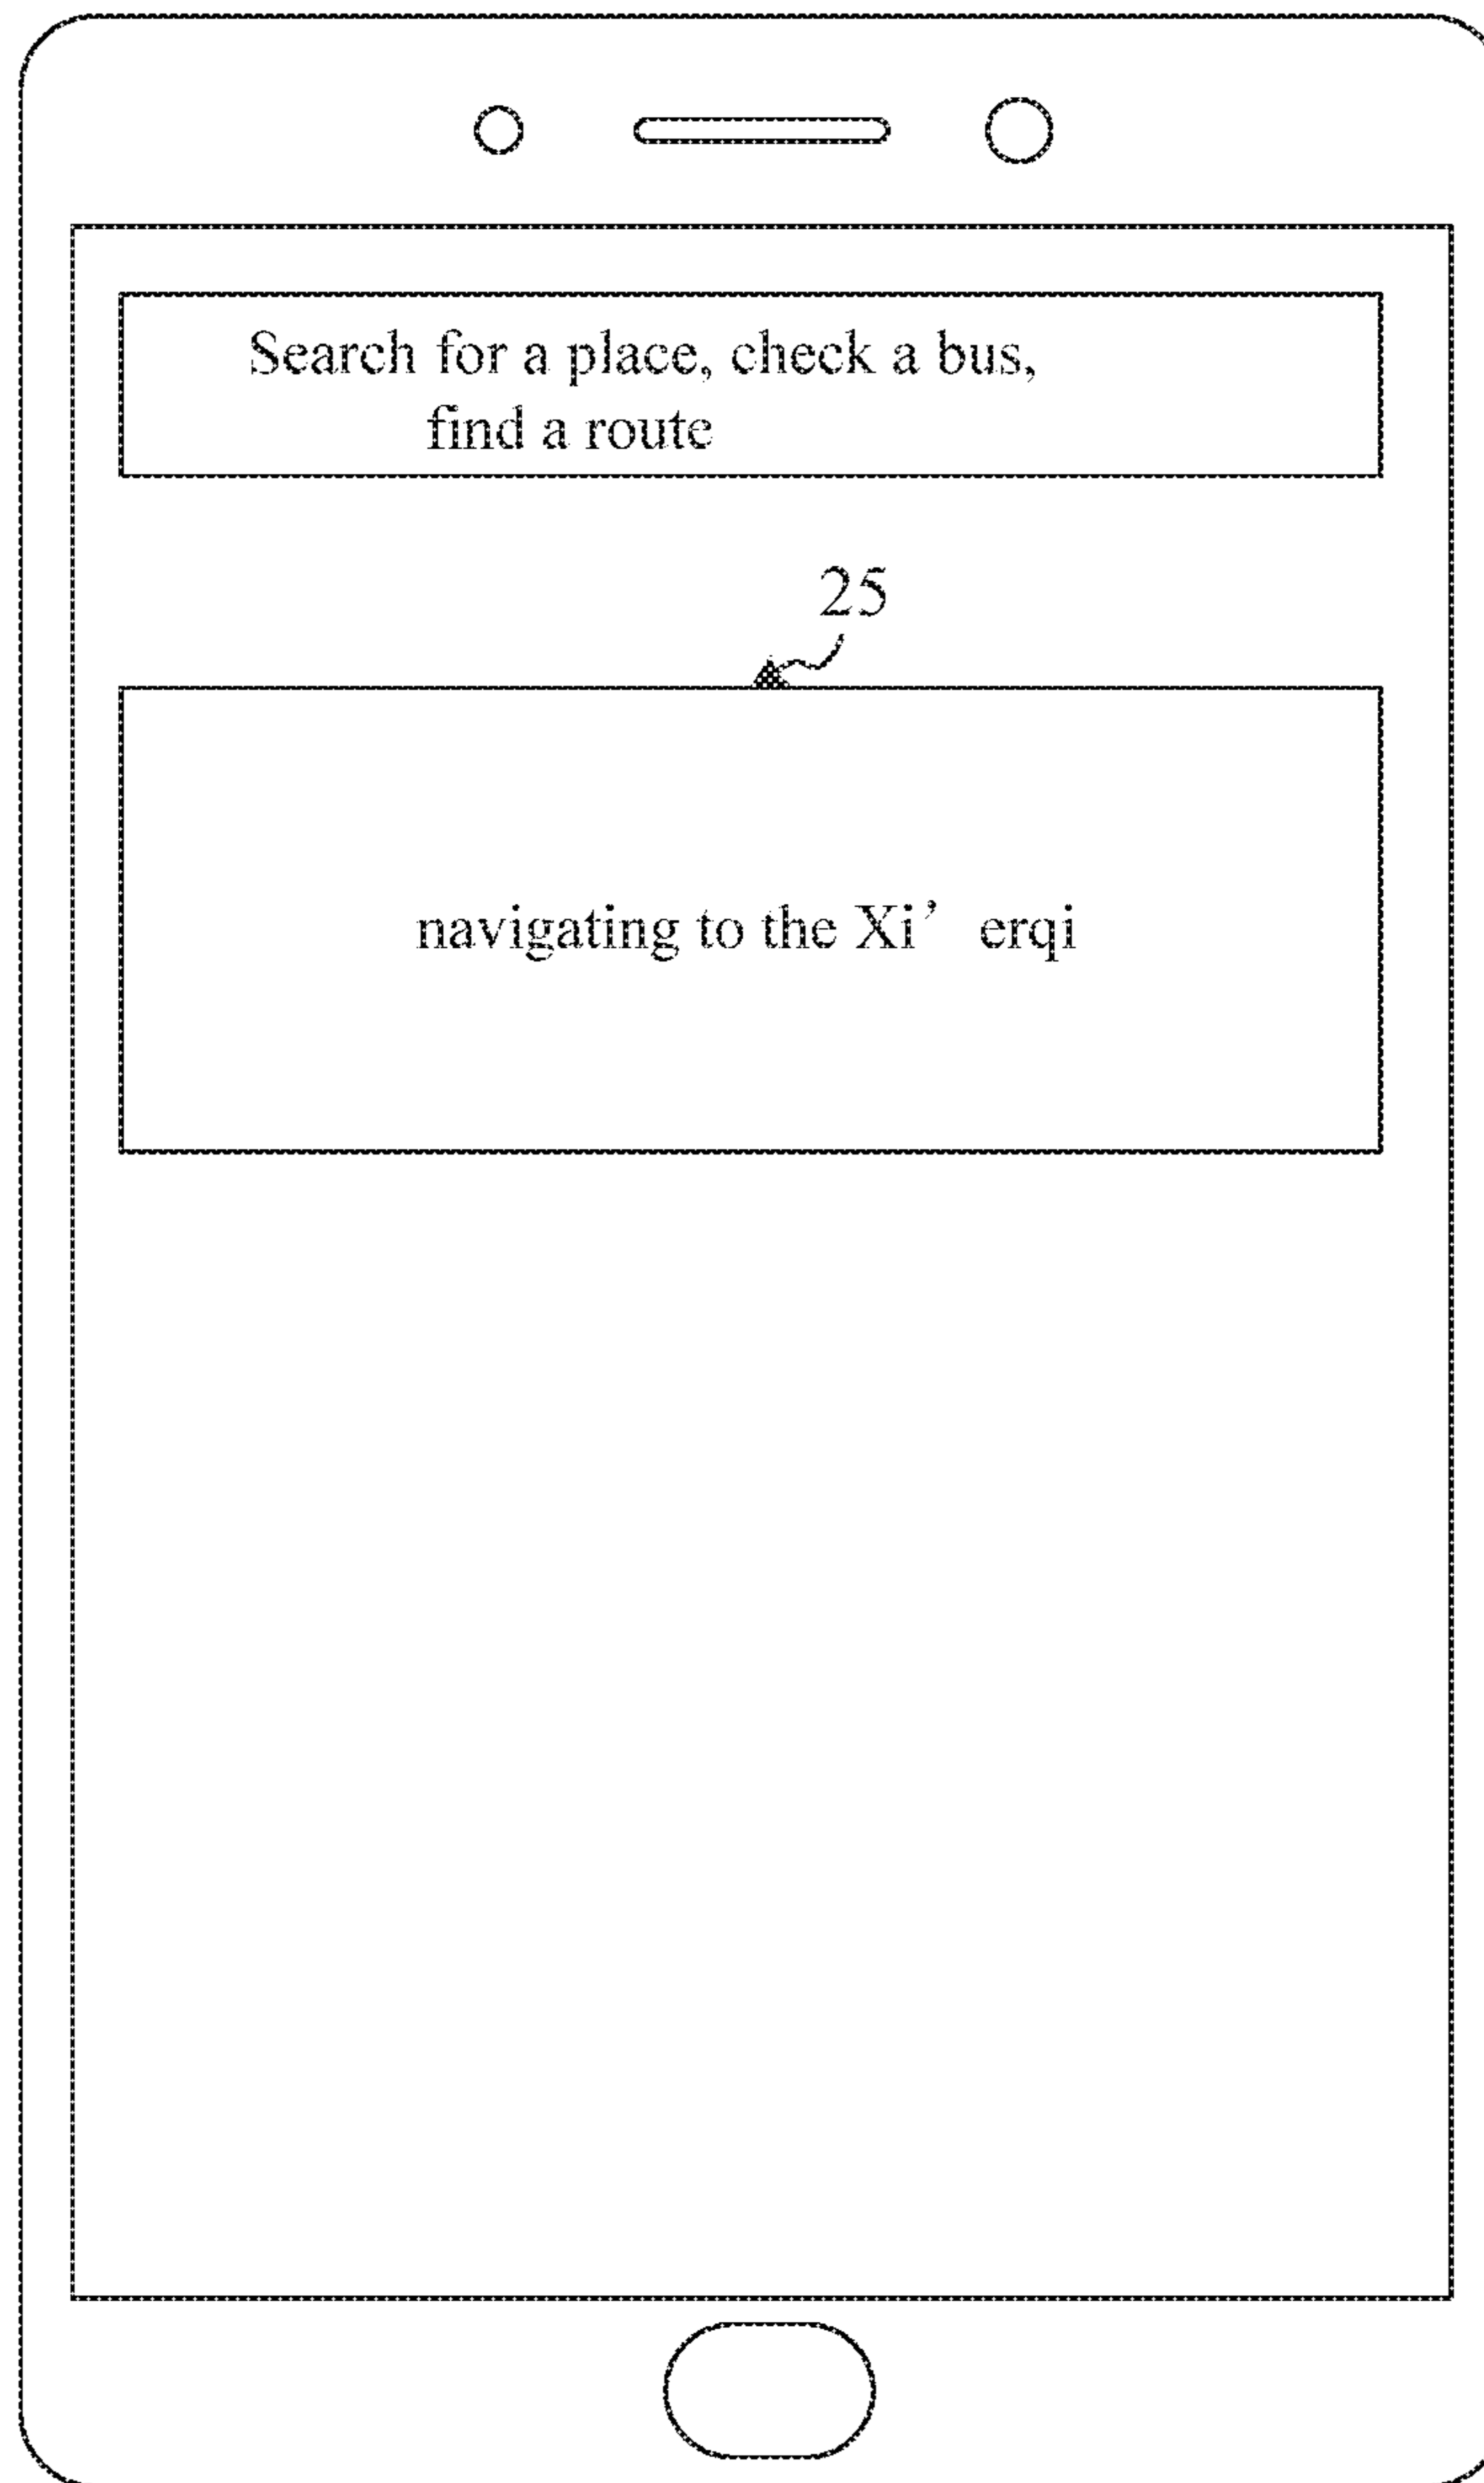 Search for a place, check a bus,
find a route
25
navigating to the Xi’ erqi